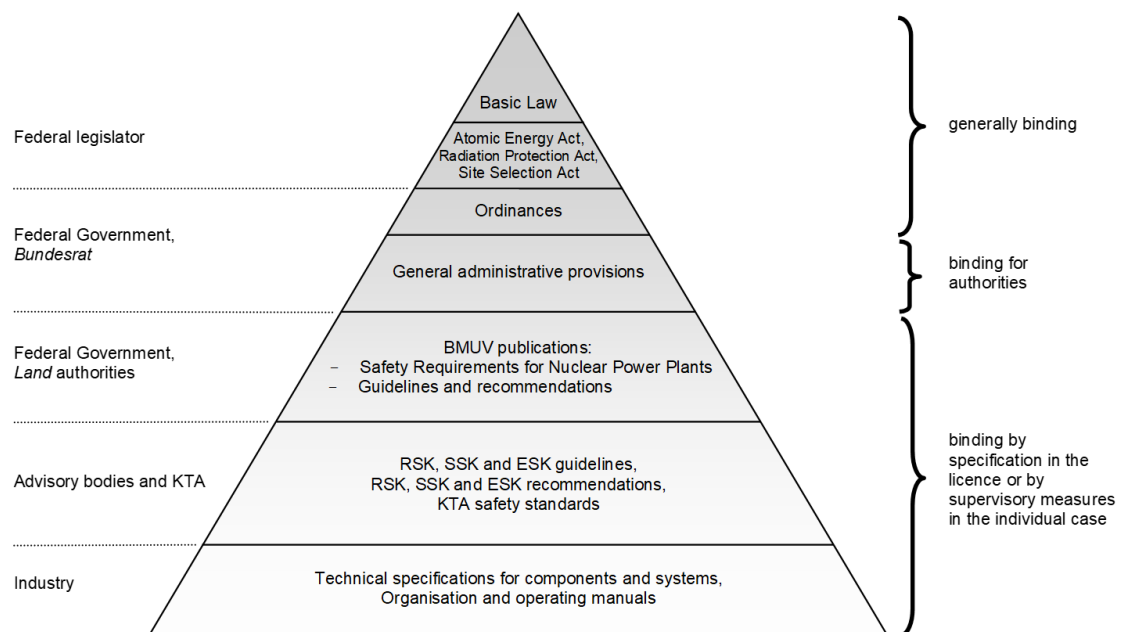 Basic Law
Federal legislator
Atomic Energy Act,
Radiation Protection Act,
Site Selection Act
generally binding
Ordinances
Federal Government,
Bundesrat
General administrative provisions
binding for
authorities
Federal Government,
Land authorities
BMUV publications:
– Safety Requirements for Nuclear Power Plants
– Guidelines and recommendations
Advisory bodies and KTA
RSK, SSK and ESK guidelines,
RSK, SSK and ESK recommendations,
KTA safety standards
binding by
specification in the
licence or by
supervisory measures
in the individual case
Industry
Technical specifications for components and systems,
Organisation and operating manuals